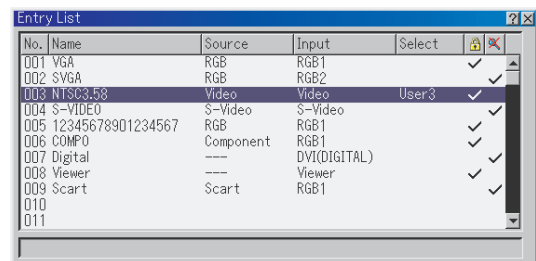 Entry List
No. Name Source Input Select
001 VGA RGB RGB1 ✓
002 SVGA RGB RGB2 ✓
003 NTSC3.58 Video Video User3 ✓
004 S-VIDEO S-Video S-Video ✓
005 12345678901234567 RGB RGB1 ✓
006 COMPO Component RGB1 ✓
007 Digital --- DVI(DIGITAL) ✓
008 Viewer --- Viewer ✓
009 Scart Scart RGB1 ✓
010
011